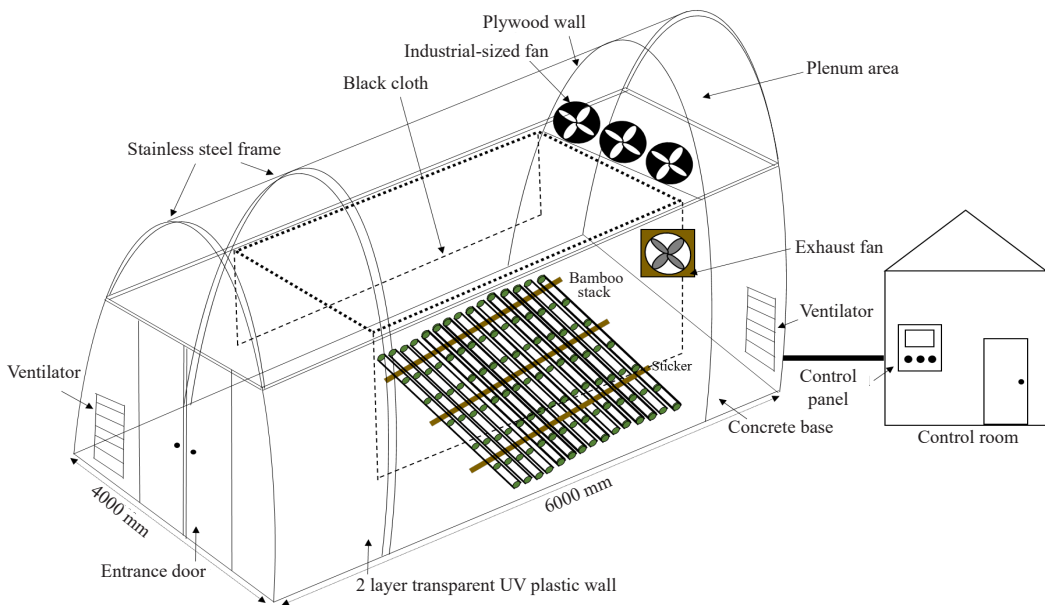 Plywood wall
Industrial-sized fan
Black cloth
Plenum area
Stainless steel frame
Exhaust fan
Bamboo
stack
Ventilator
Ventilator
Sticker
Control
panel
Concrete base
Control room
4000 mm
6000 mm
Entrance door
2 layer transparent UV plastic wall